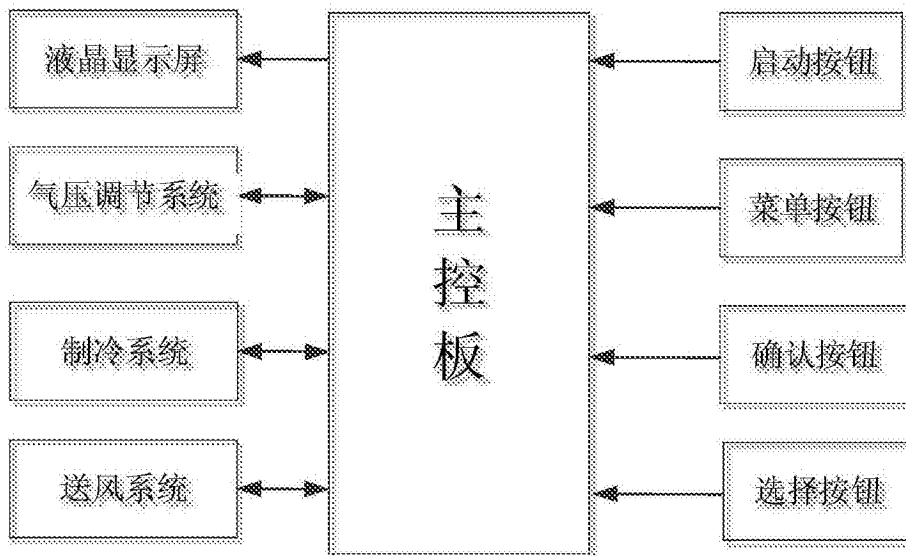 液晶显示屏
气压调节系统
制冷系统
送风系统
主
控
板
启动按钮
菜单按钮
确认按钮
选择按钮